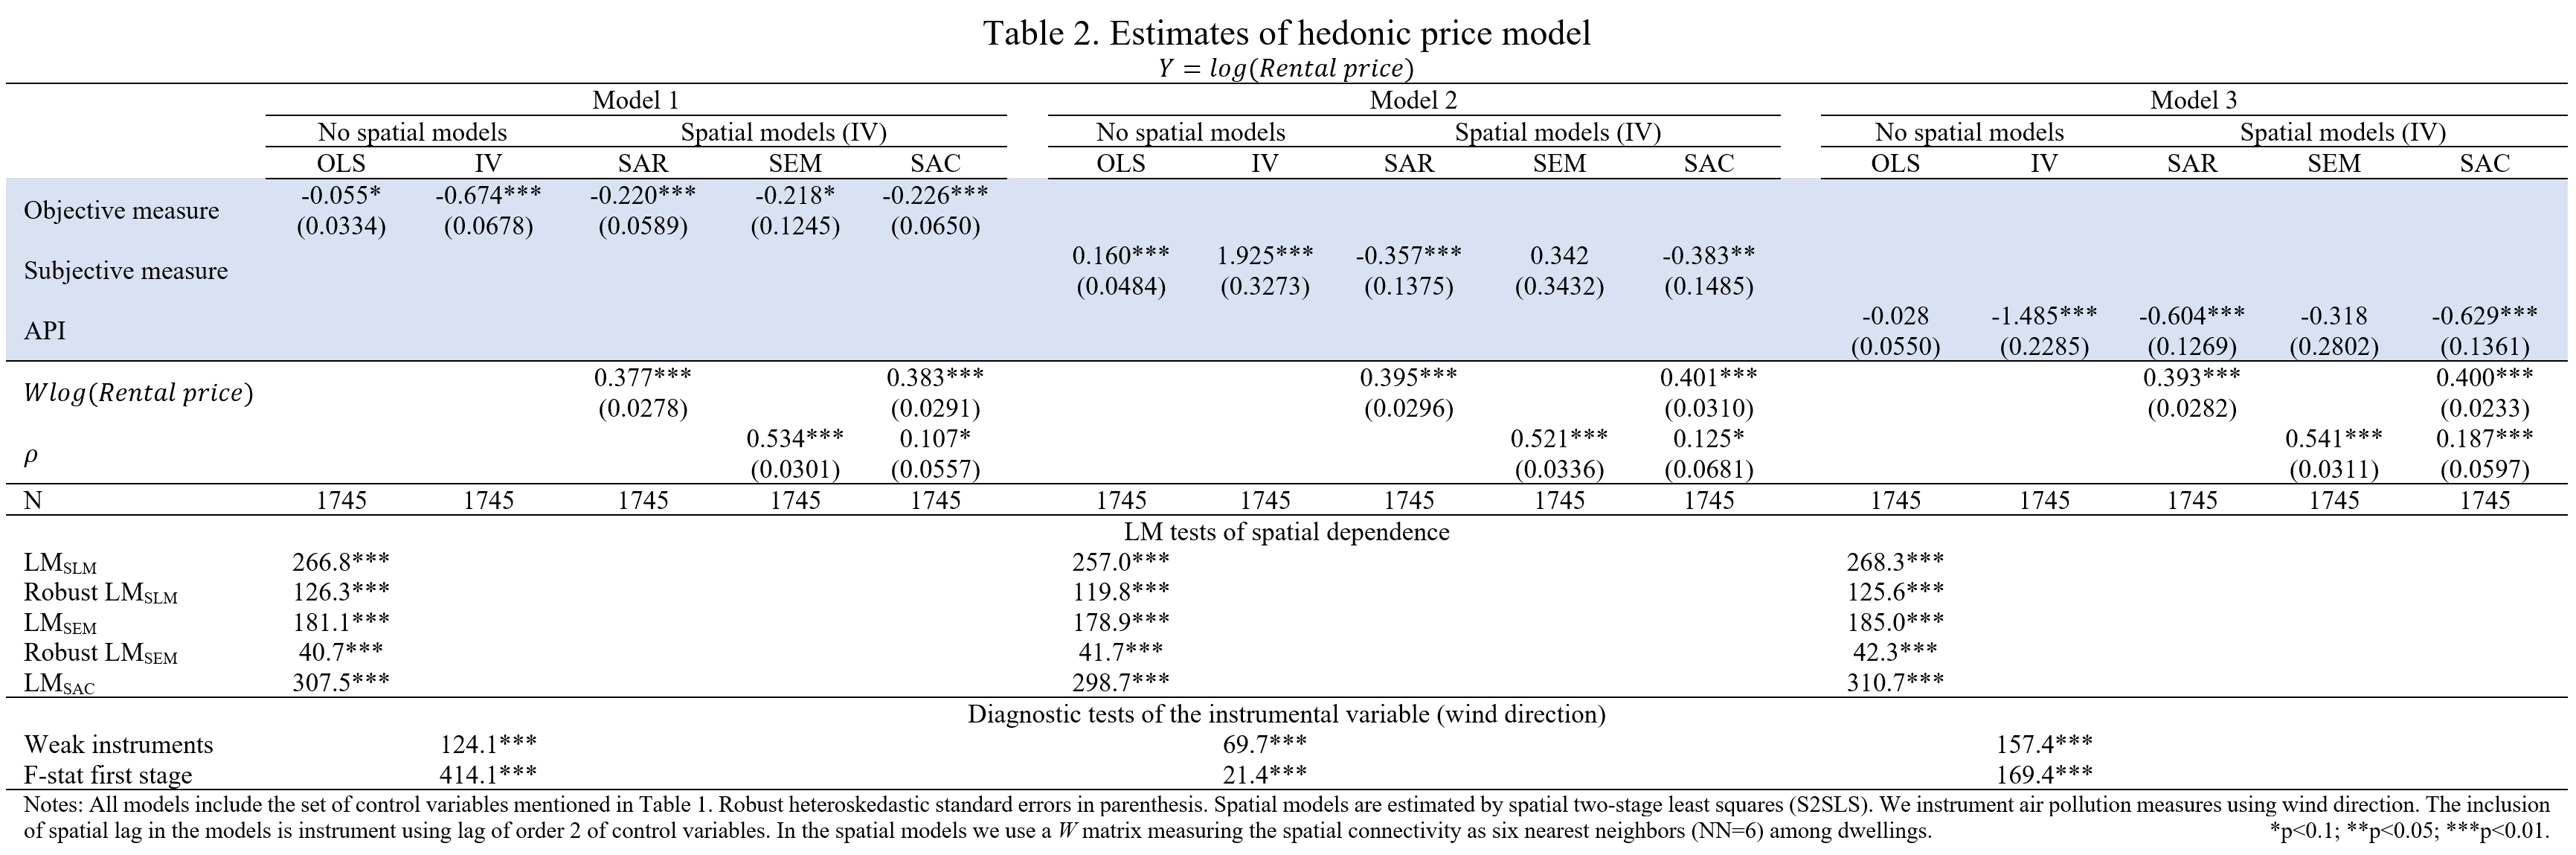 Table 2. Estimates of hedonic price model
Y = log(Rental price)
Model 1 Model 2 Model 3
No spatial models Spatial models (IV) No spatial models Spatial models (IV) No spatial models Spatial models (IV)
OLS IV SAR SEM SAC OLS IV SAR SEM SAC OLS IV SAR SEM SAC
Objective measure -0.055* -0.674*** -0.220*** -0.218* -0.226***
(0.0334) (0.0678) (0.0589) (0.1245) (0.0650)
Subjective measure 0.160*** 1.925*** -0.357*** 0.342 -0.383**
(0.0484) (0.3273) (0.1375) (0.3432) (0.1485)
API -0.028 -1.485*** -0.604*** -0.318 -0.629***
(0.0550) (0.2285) (0.1269) (0.2802) (0.1361)
Wlog(Rental price) 0.377*** 0.383*** 0.395*** 0.401*** 0.393*** 0.400***
(0.0278) (0.0291) (0.0296) (0.0310) (0.0282) (0.0233)
ρ 0.534*** 0.107* 0.521*** 0.125* 0.541*** 0.187***
(0.0301) (0.0557) (0.0336) (0.0681) (0.0311) (0.0597)
N 1745 1745 1745 1745 1745 1745 1745 1745 1745 1745 1745 1745 1745 1745 1745
LM tests of spatial dependence
LMSLM 266.8*** 257.0*** 268.3***
Robust LMSLM 126.3*** 119.8*** 125.6***
LMSEM 181.1*** 178.9*** 185.0***
Robust LMSEM 40.7*** 41.7*** 42.3***
LMSAC 307.5*** 298.7*** 310.7***
Diagnostic tests of the instrumental variable (wind direction)
Weak instruments 124.1*** 69.7*** 157.4***
F-stat first stage 414.1*** 21.4*** 169.4***
Notes: All models include the set of control variables mentioned in Table 1. Robust heteroskedastic standard errors in parenthesis. Spatial models are estimated by spatial two-stage least squares (S2SLS). We instrument air pollution measures using wind direction. The inclusion
of spatial lag in the models is instrument using lag of order 2 of control variables. In the spatial models we use a W matrix measuring the spatial connectivity as six nearest neighbors (NN=6) among dwellings. *p<0.1; **p<0.05; ***p<0.01.